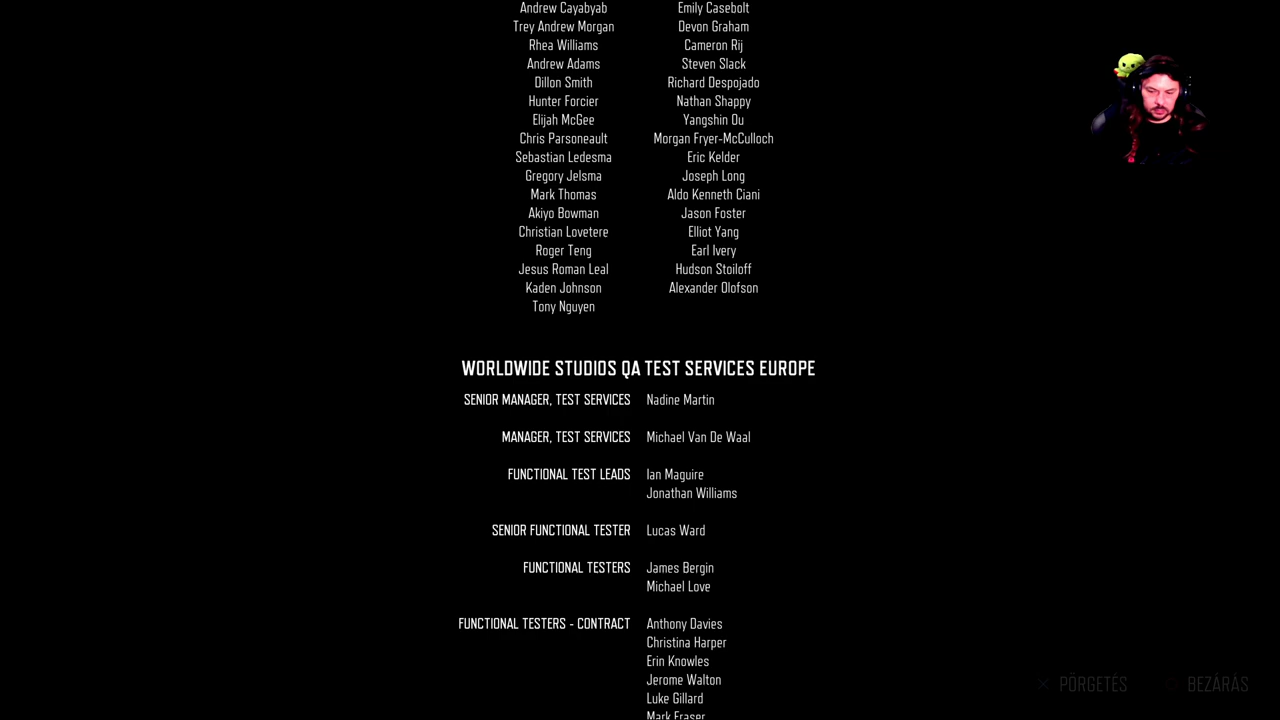 Andrew Cayabyab Emily Casebolt
Trey Andrew Morgan Devon Graham
Rhea Williams Cameron Rij
Andrew Adams Steven Slack
Dillon Smith Richard Despojado
Hunter Forcier Nathan Shappy
Elijah McGee Yangshin Ou
Chris Parsoneault Morgan Fryer-McCulloch
Sebastian Ledesma Eric Kelder
Gregory Jelsma Joseph Long
Mark Thomas Aldo Kenneth Ciani
Akiyo Bowman Jason Foster
Christian Lovetere Elliot Yang
Roger Teng Earl Ivery
Jesus Roman Leal Hudson Stoiloff
Kaden Johnson Alexander Olofson
Tony Nguyen
WORLDWIDE STUDIOS QA TEST SERVICES EUROPE
SENIOR MANAGER, TEST SERVICES Nadine Martin
MANAGER, TEST SERVICES Michael Van De Waal
FUNCTIONAL TEST LEADS Ian Maguire
Jonathan Williams
SENIOR FUNCTIONAL TESTER Lucas Ward
FUNCTIONAL TESTERS James Bergin
Michael Love
FUNCTIONAL TESTERS - CONTRACT Anthony Davies
Christina Harper
Erin Knowles
Jerome Walton
Luke Gillard
Mark Fraser
PÖRGETÉS BEZÁRÁS